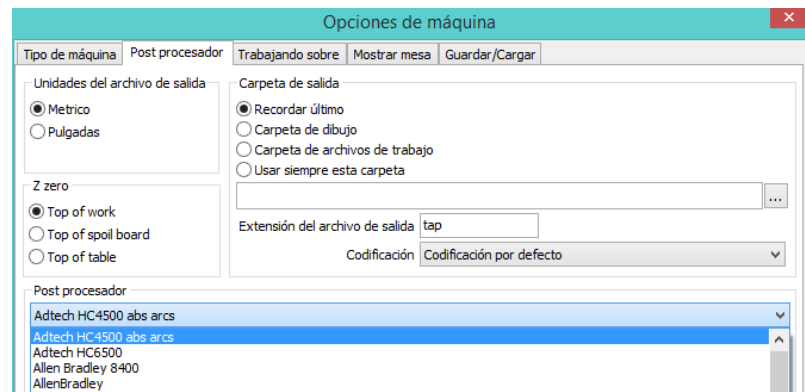 Opciones de máquina
Tipo de máquina
Post procesador
Trabajando sobre
Mostrar mesa
Guardar/Cargar
Unidades del archivo de salida
Metrico
Pulgadas
Z zero
Top of work
Top of spoil board
Top of table
Carpeta de salida
Recordar último
Carpeta de dibujo
Carpeta de archivos de trabajo
Usar siempre esta carpeta
...
Extensión del archivo de salida tap
Codificación Codificación por defecto
Post procesador
Adtech HC4500 abs arcs
Adtech HC4500 abs arcs
Adtech HC6500
Allen Bradley 8400
AllenBradley